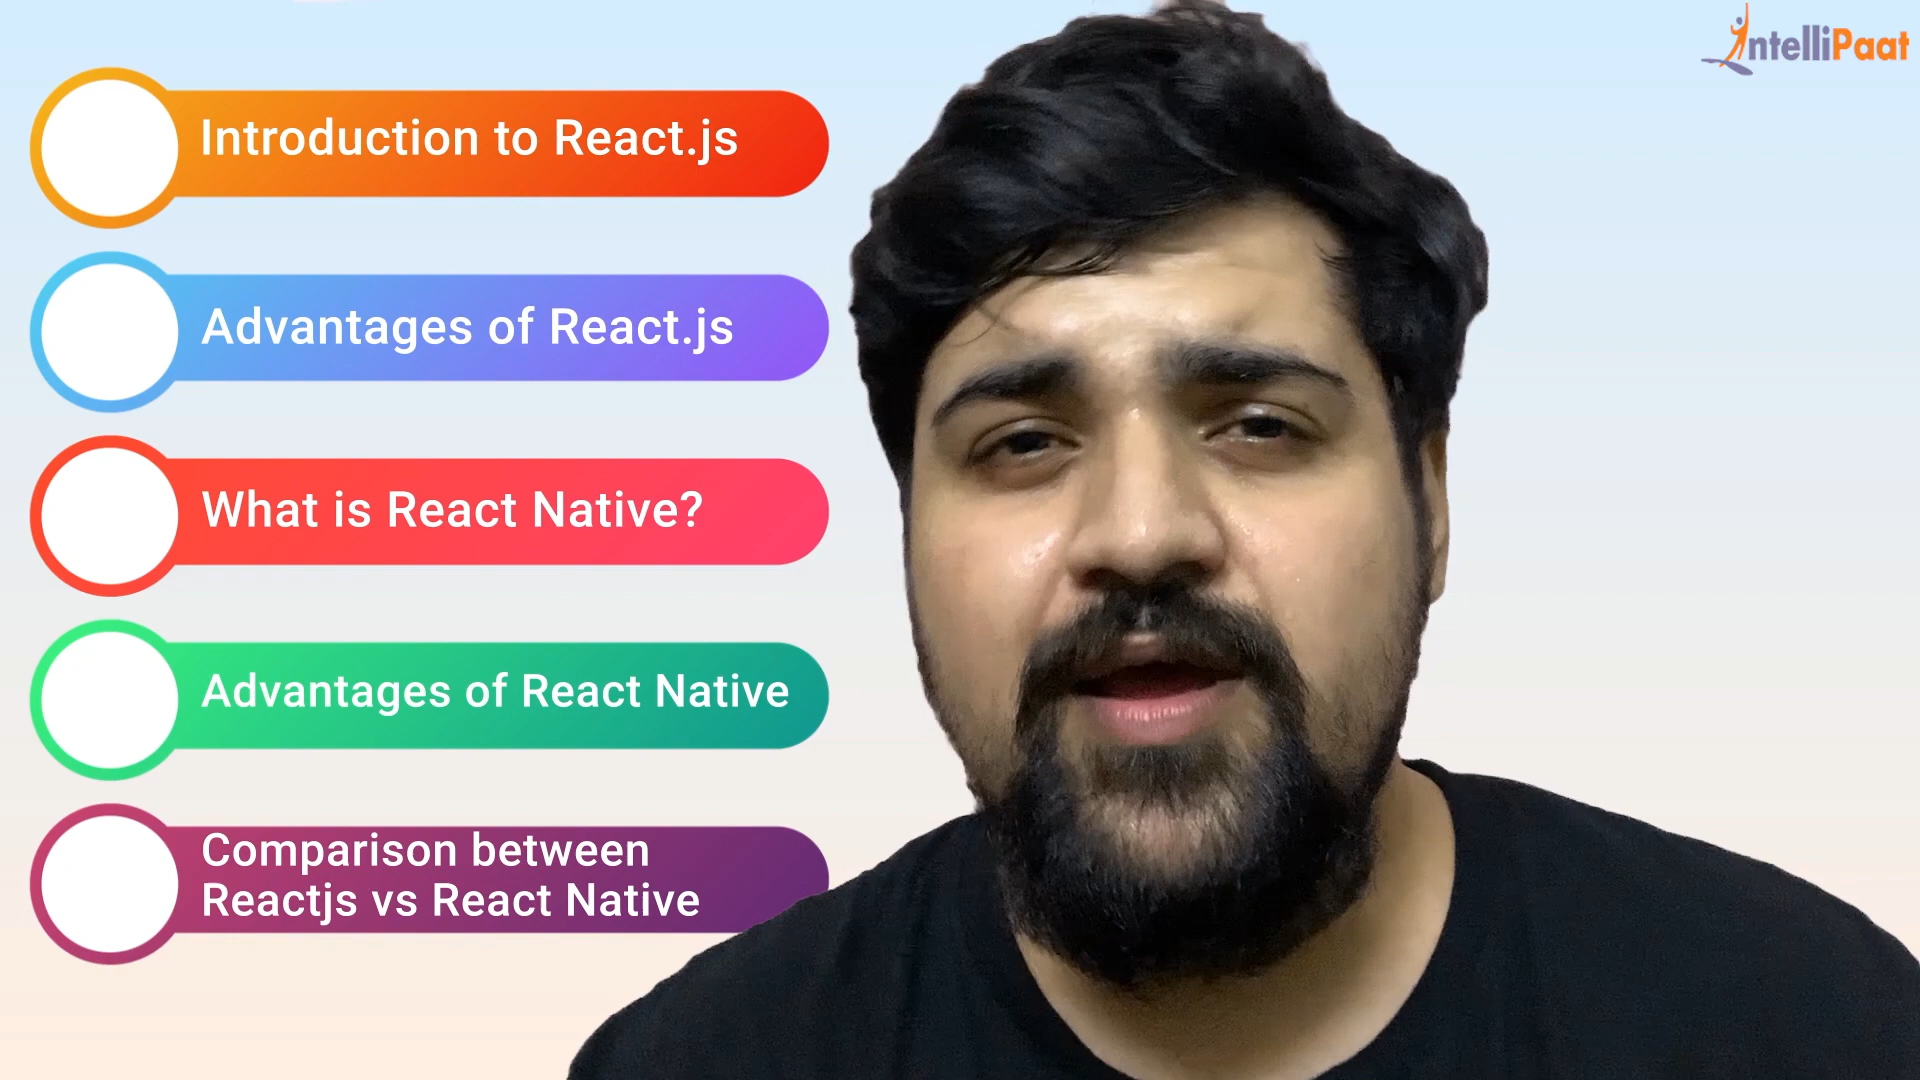 IntelliPaat
Introduction to React.js
Advantages of React.js
What is React Native?
Advantages of React Native
Comparison between
Reactjs vs React Native